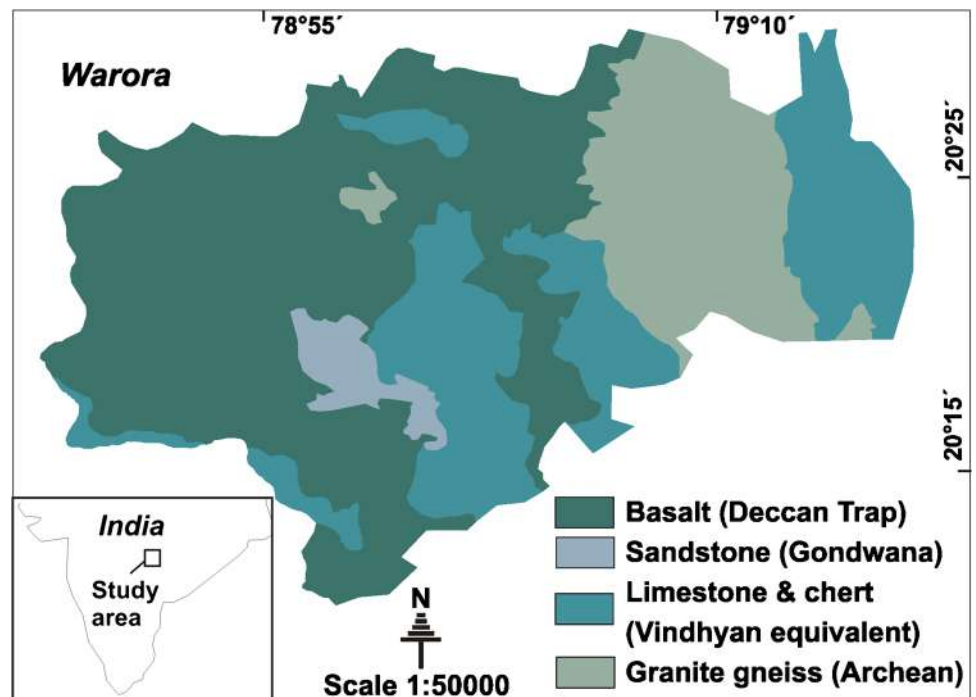 78°55´
79°10´
Warora
20°25´
20°15´
India
Study
area
N
Scale 1:50000
Basalt (Deccan Trap)
Sandstone (Gondwana)
Limestone & chert
(Vindhyan equivalent)
Granite gneiss (Archean)